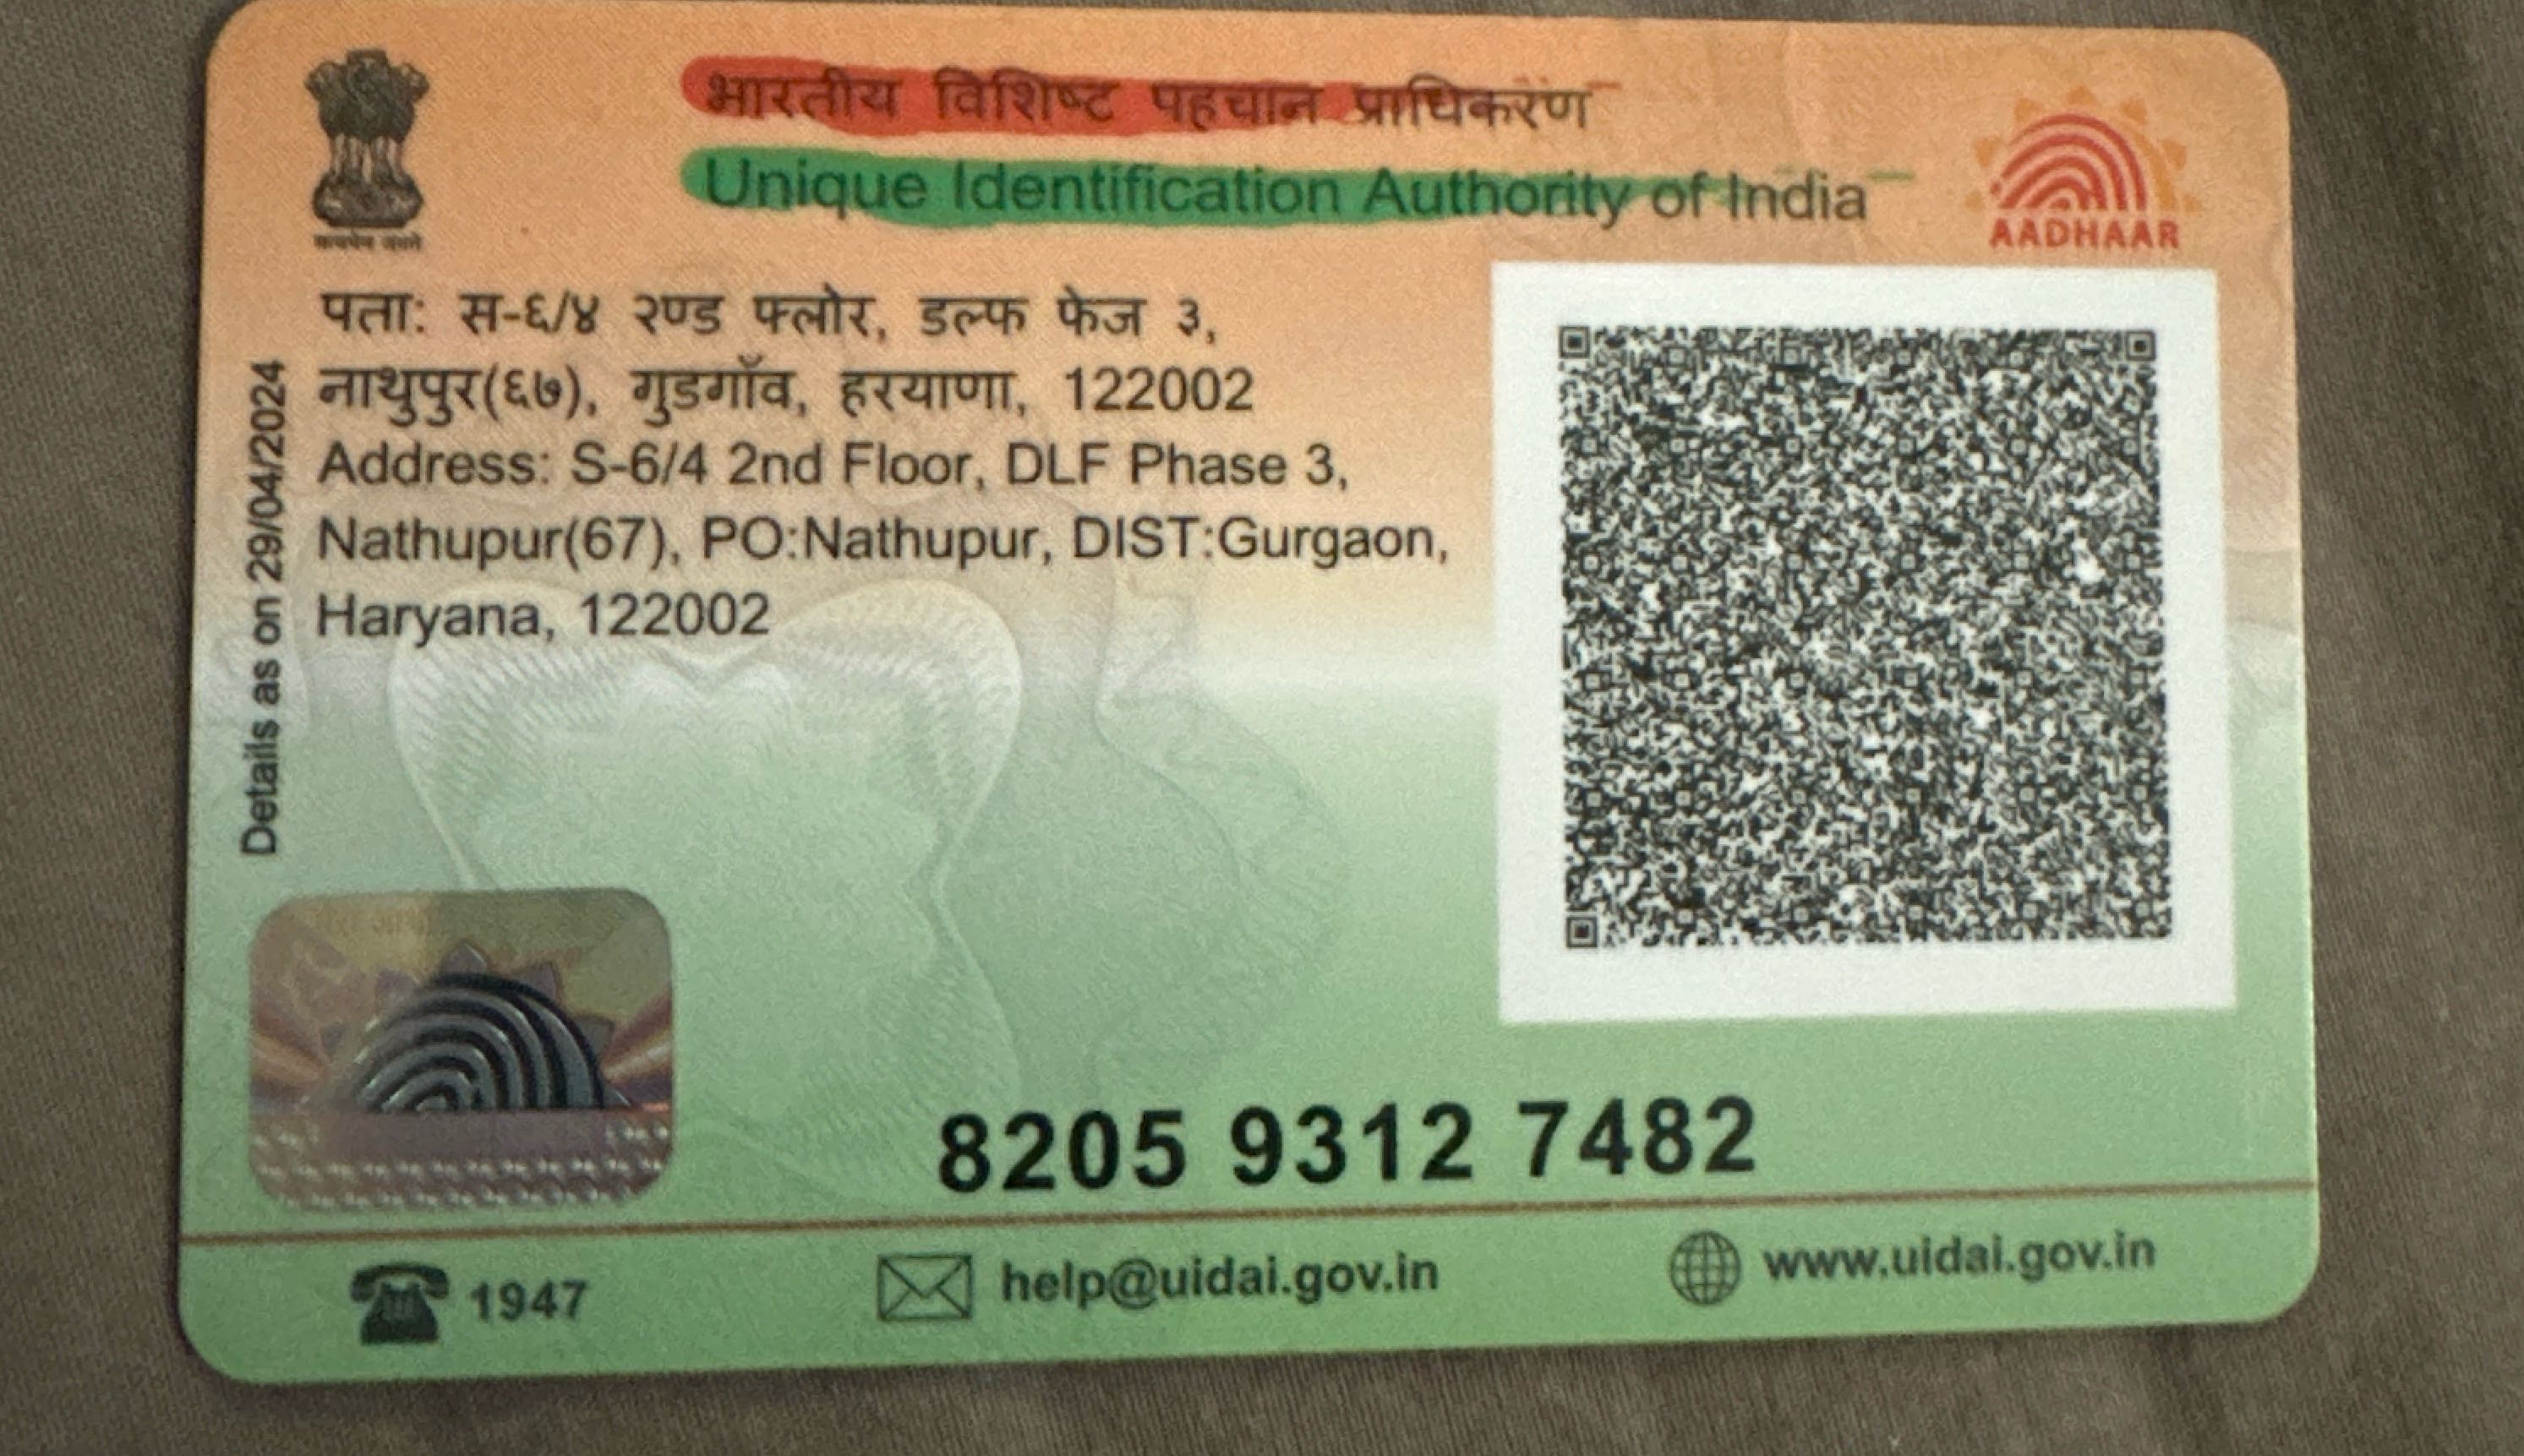 भारतीय विशिष्ट पहचान प्राधिकरण
Unique Identification Authority of India
AADHAAR
पता: स-६/४ २ण्ड फ्लोर, डल्फ फेज ३,
नाथुपुर(६७), गुडगाँव, हरयाणा, 122002
Address: S-6/4 2nd Floor, DLF Phase 3,
Nathupur(67), PO:Nathupur, DIST:Gurgaon,
Haryana, 122002
Details as on 29/04/2024
8205 9312 7482
1947
help@uidai.gov.in
www.uidai.gov.in